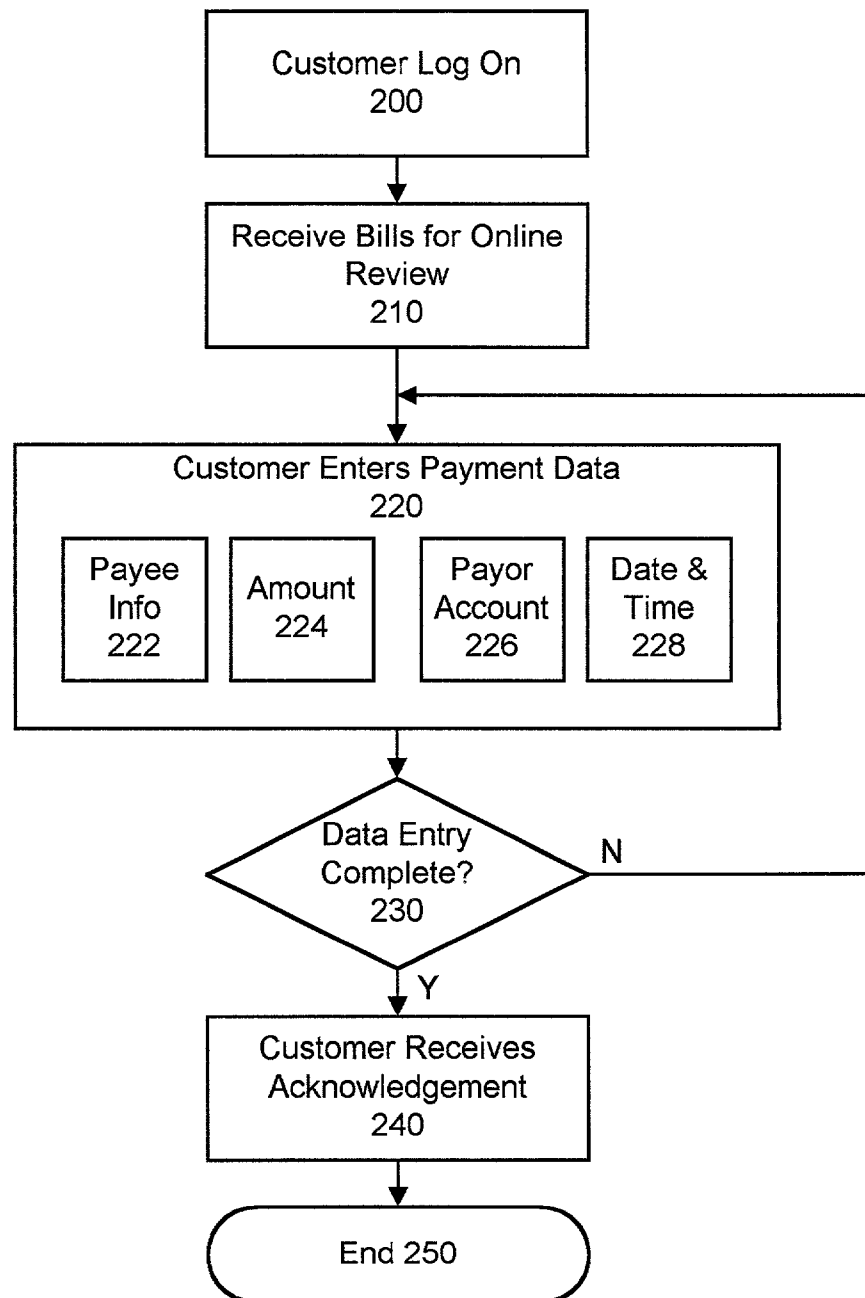 Customer Log On
200
Receive Bills for Online
Review
210
Customer Enters Payment Data
220
Payee
Info
222
Amount
224
Payor
Account
226
Date &
Time
228
Data Entry
Complete?
230
N
Y
Customer Receives
Acknowledgement
240
End 250